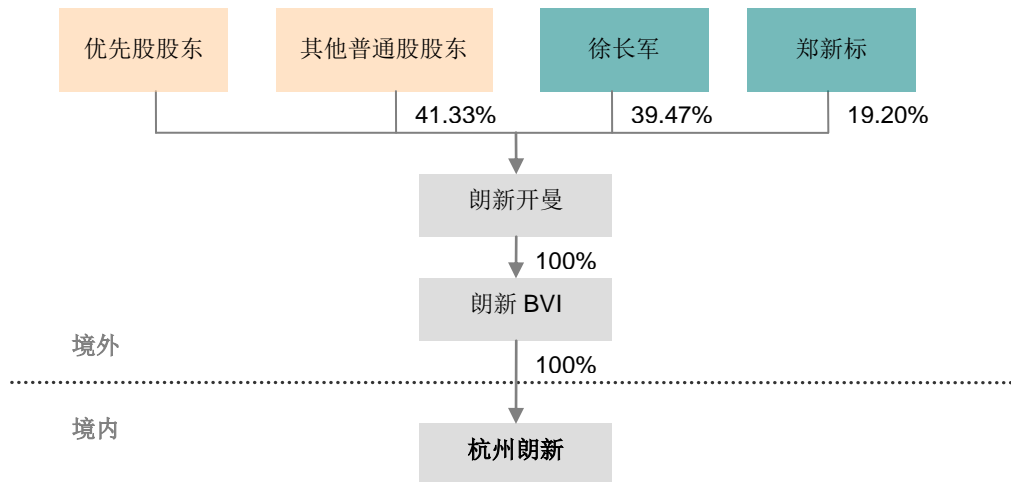 优先股股东
其他普通股股东
徐长军
郑新标
41.33%
39.47%
19.20%
朗新开曼
100%
朗新 BVI
境外
100%
境内
杭州朗新